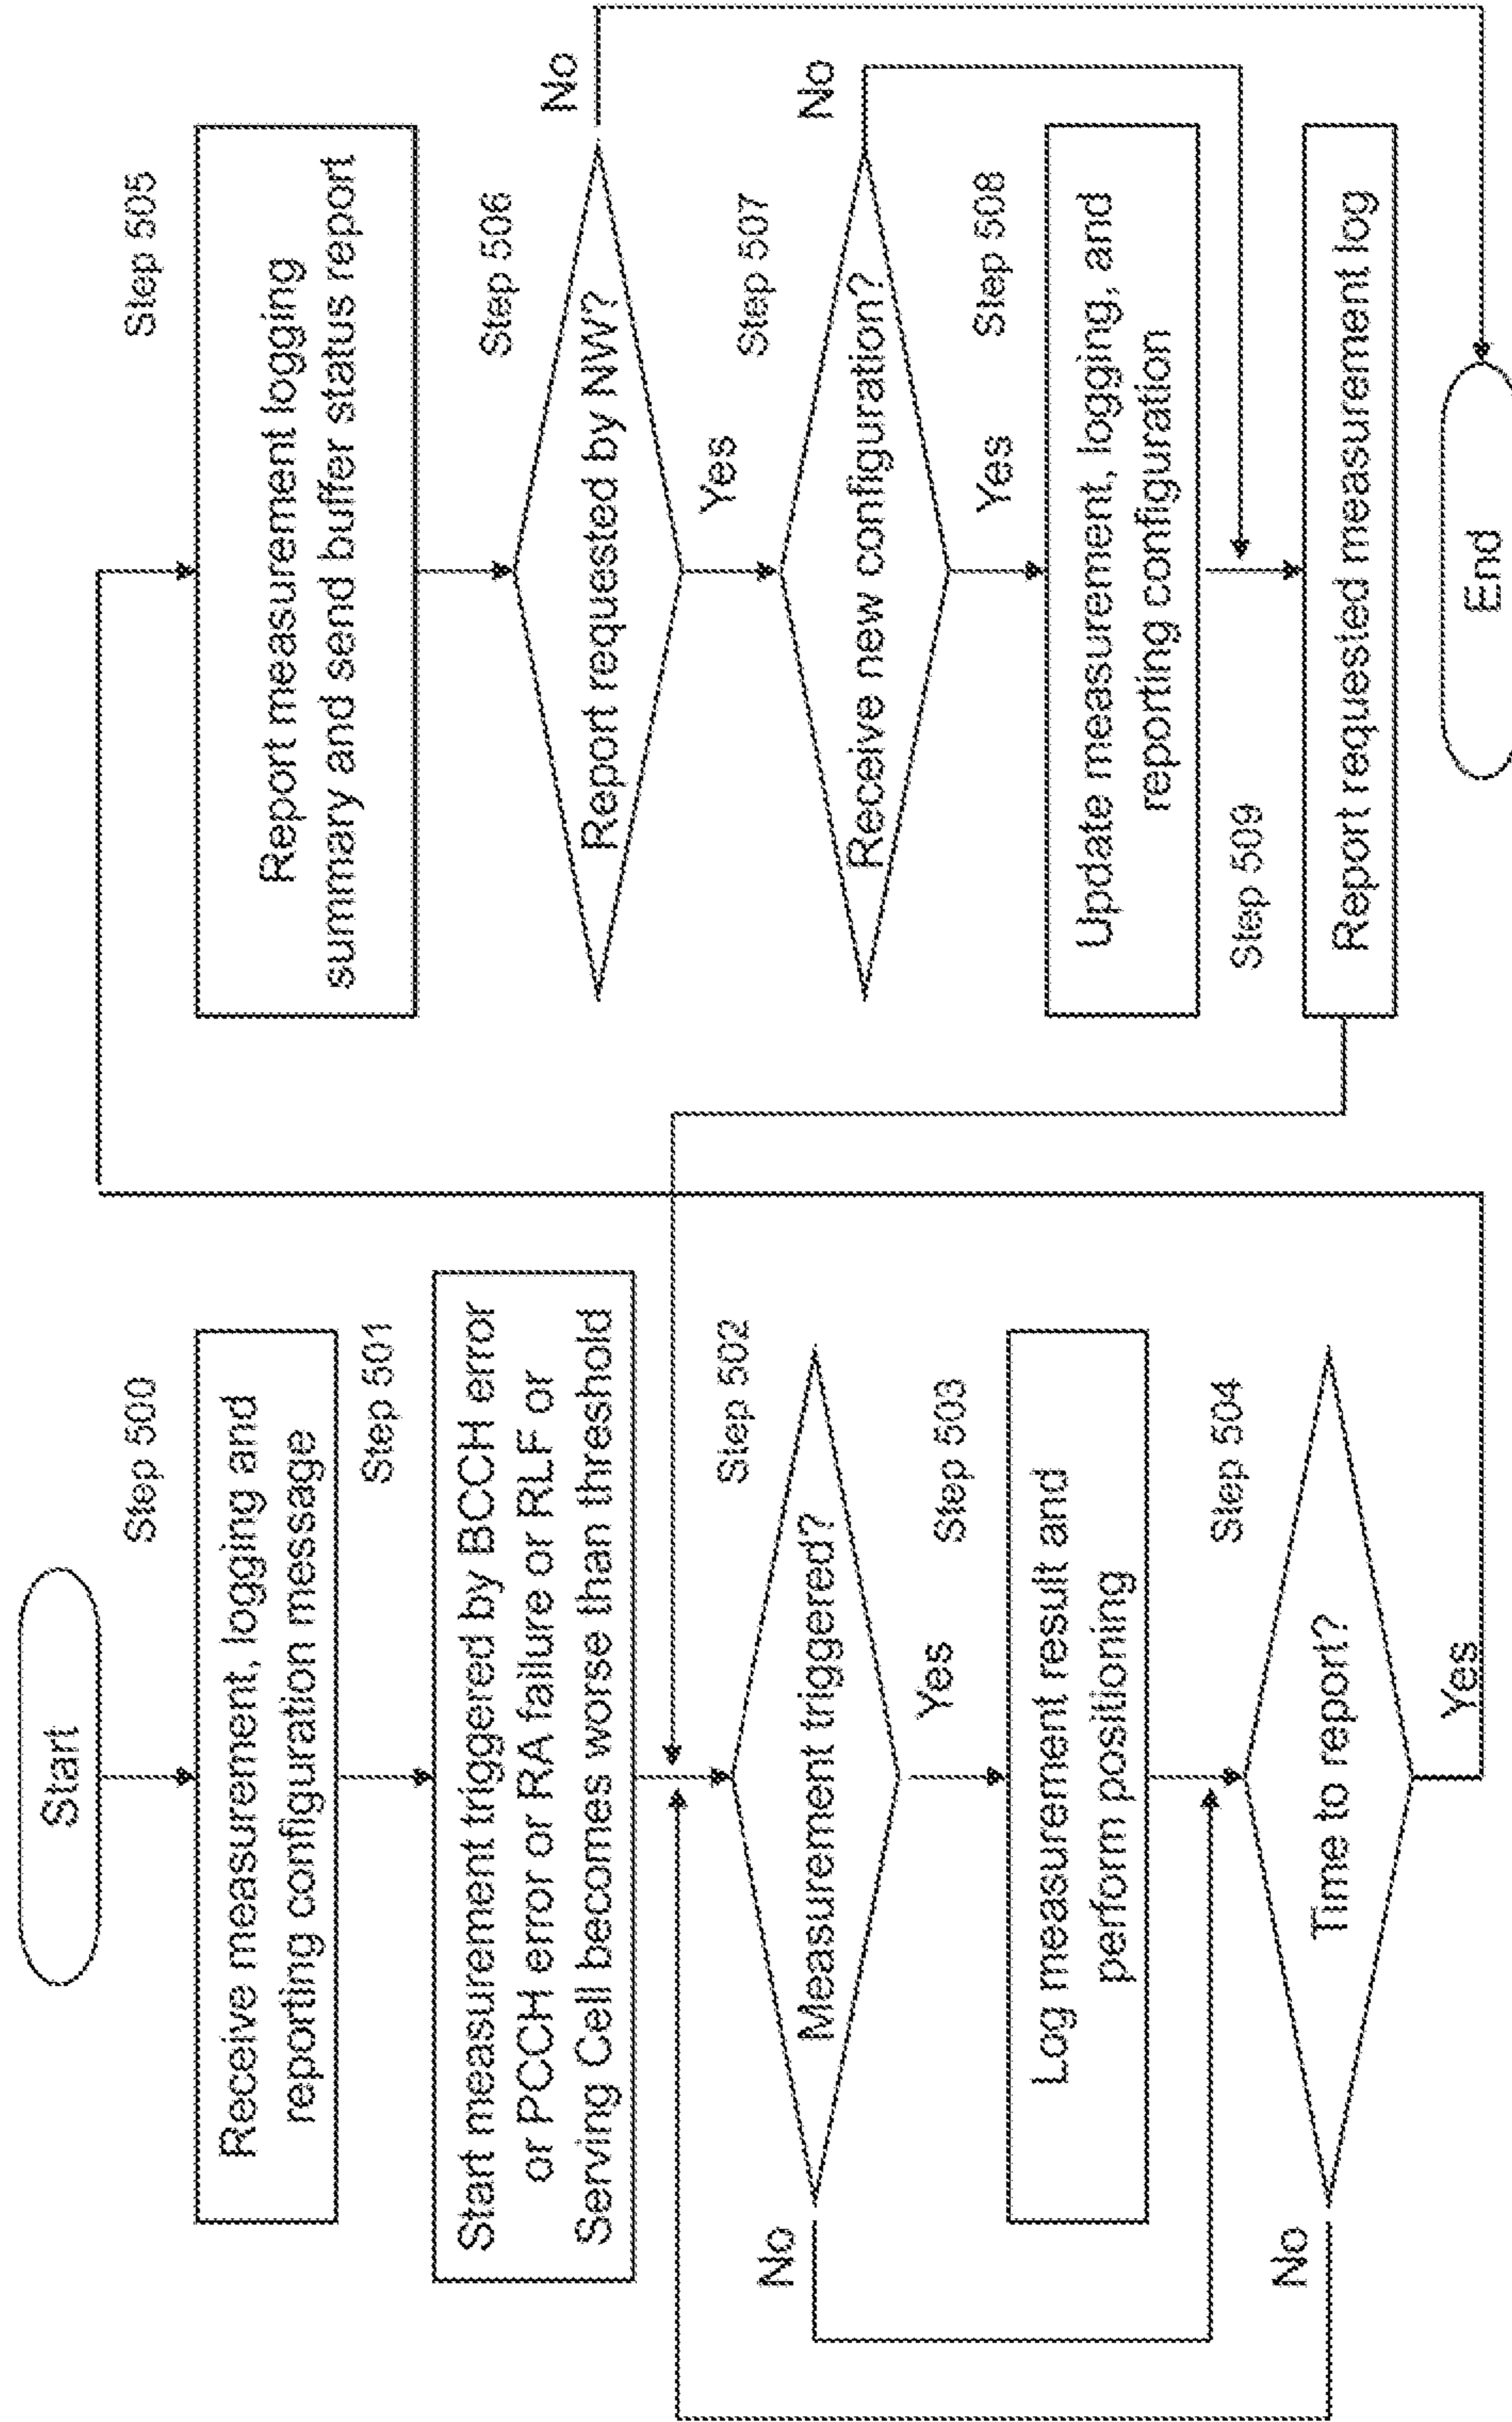 Start
Step 500
Receive measurement, logging and
reporting configuration message
Step 501
Start measurement triggered by BCCH error
or PCCH error or RA failure or RLF or
Serving Cell becomes worse than threshold
Step 502
Measurement triggered?
No
Yes
Step 503
Log measurement result and
perform positioning
Step 504
Time to report?
No
Yes
Step 505
Report measurement logging
summary and send buffer status report
Step 506
Report requested by NW?
No
Yes
Step 507
Receive new configuration?
No
Yes
Step 508
Update measurement, logging, and
reporting configuration
Step 509
Report requested measurement log
End